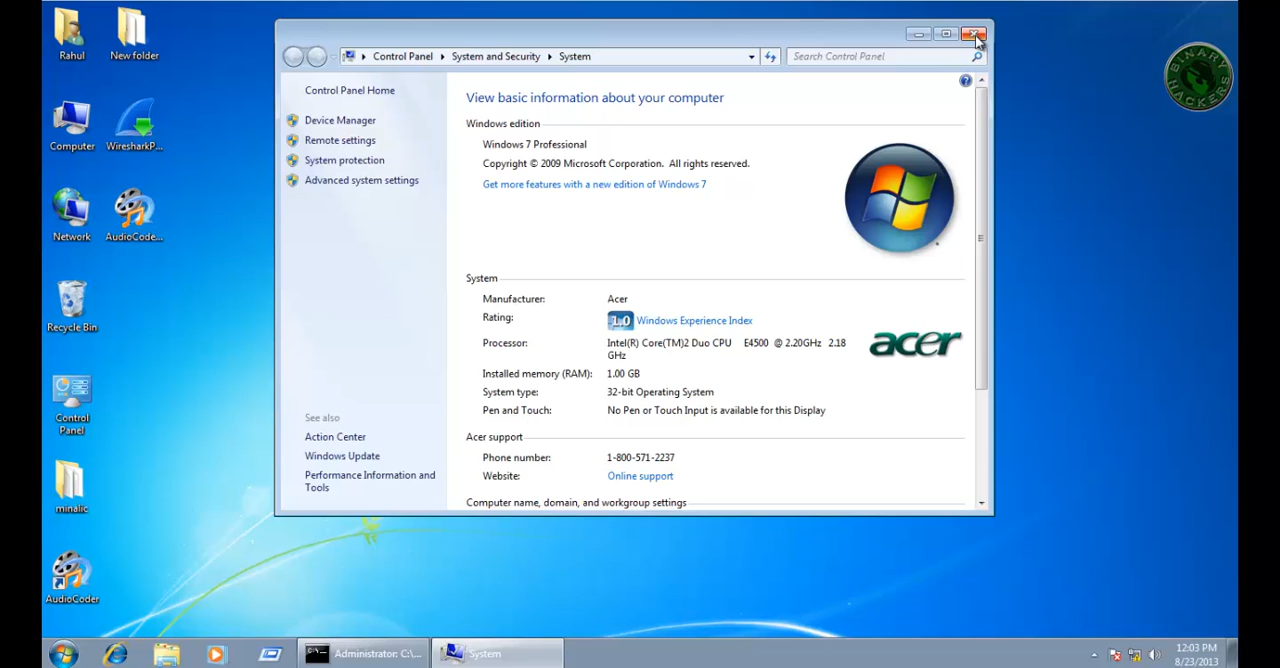 Rahul
New folder
Computer
WiresharkP...
Network
AudioCode...
Recycle Bin
Control
Panel
minalic
AudioCoder
Control Panel
System and Security
System
Search Control Panel
BINARY
HACKERS
Control Panel Home
Device Manager
Remote settings
System protection
Advanced system settings
See also
Action Center
Windows Update
Performance Information and
Tools
View basic information about your computer
Windows edition
Windows 7 Professional
Copyright © 2009 Microsoft Corporation. All rights reserved.
Get more features with a new edition of Windows 7
System
Manufacturer: Acer
Rating: 1.0 Windows Experience Index
Processor: Intel(R) Core(TM)2 Duo CPU E4500 @ 2.20GHz 2.18
GHz
Installed memory (RAM): 1.00 GB
System type: 32-bit Operating System
Pen and Touch: No Pen or Touch Input is available for this Display
acer
Acer support
Phone number: 1-800-571-2237
Website: Online support
Computer name, domain, and workgroup settings
Administrator: C:\...
System
12:03 PM
8/23/2013